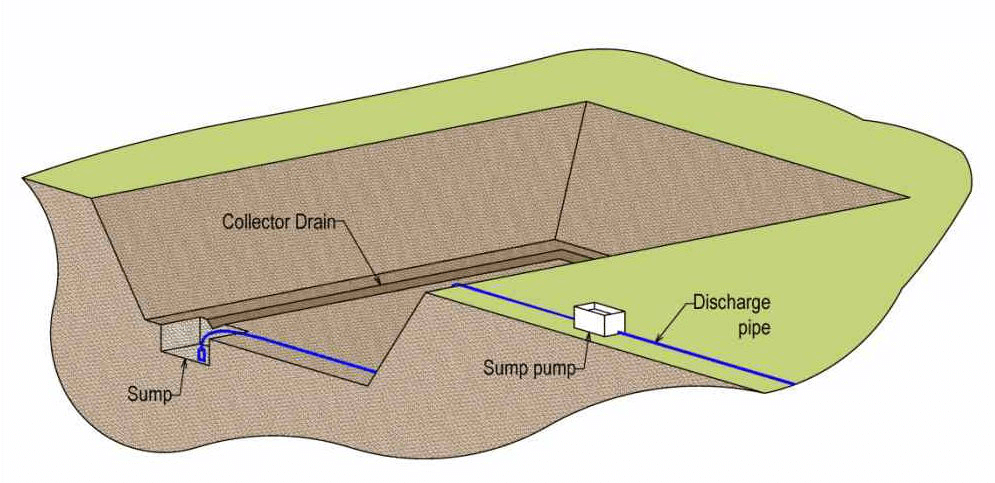 Collector Drain
Discharge
pipe
Sump pump
Sump